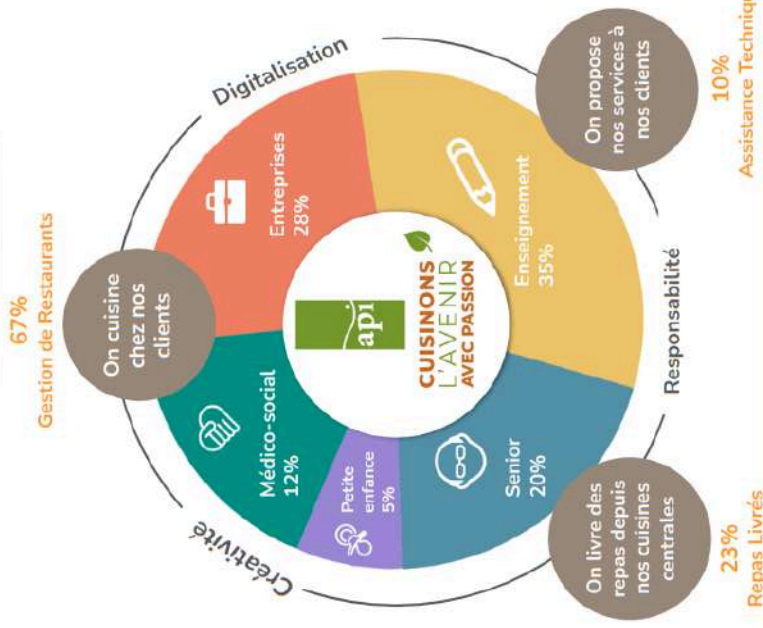 67%
Gestion de Restaurants
On cuisine
chez nos
clients
Digitalisation
Entreprises
28%
Enseignement
35%
On propose
nos services à
nos clients
10%
Responsabilité
Senior
20%
On livre des
repas depuis
nos cuisines
centrales
23%
Repas Livrés
Petite
enfance
5%
Médico-social
12%
Créativité
api
CUISINONS
L'AVENIR
AVEC PASSION
Assistance